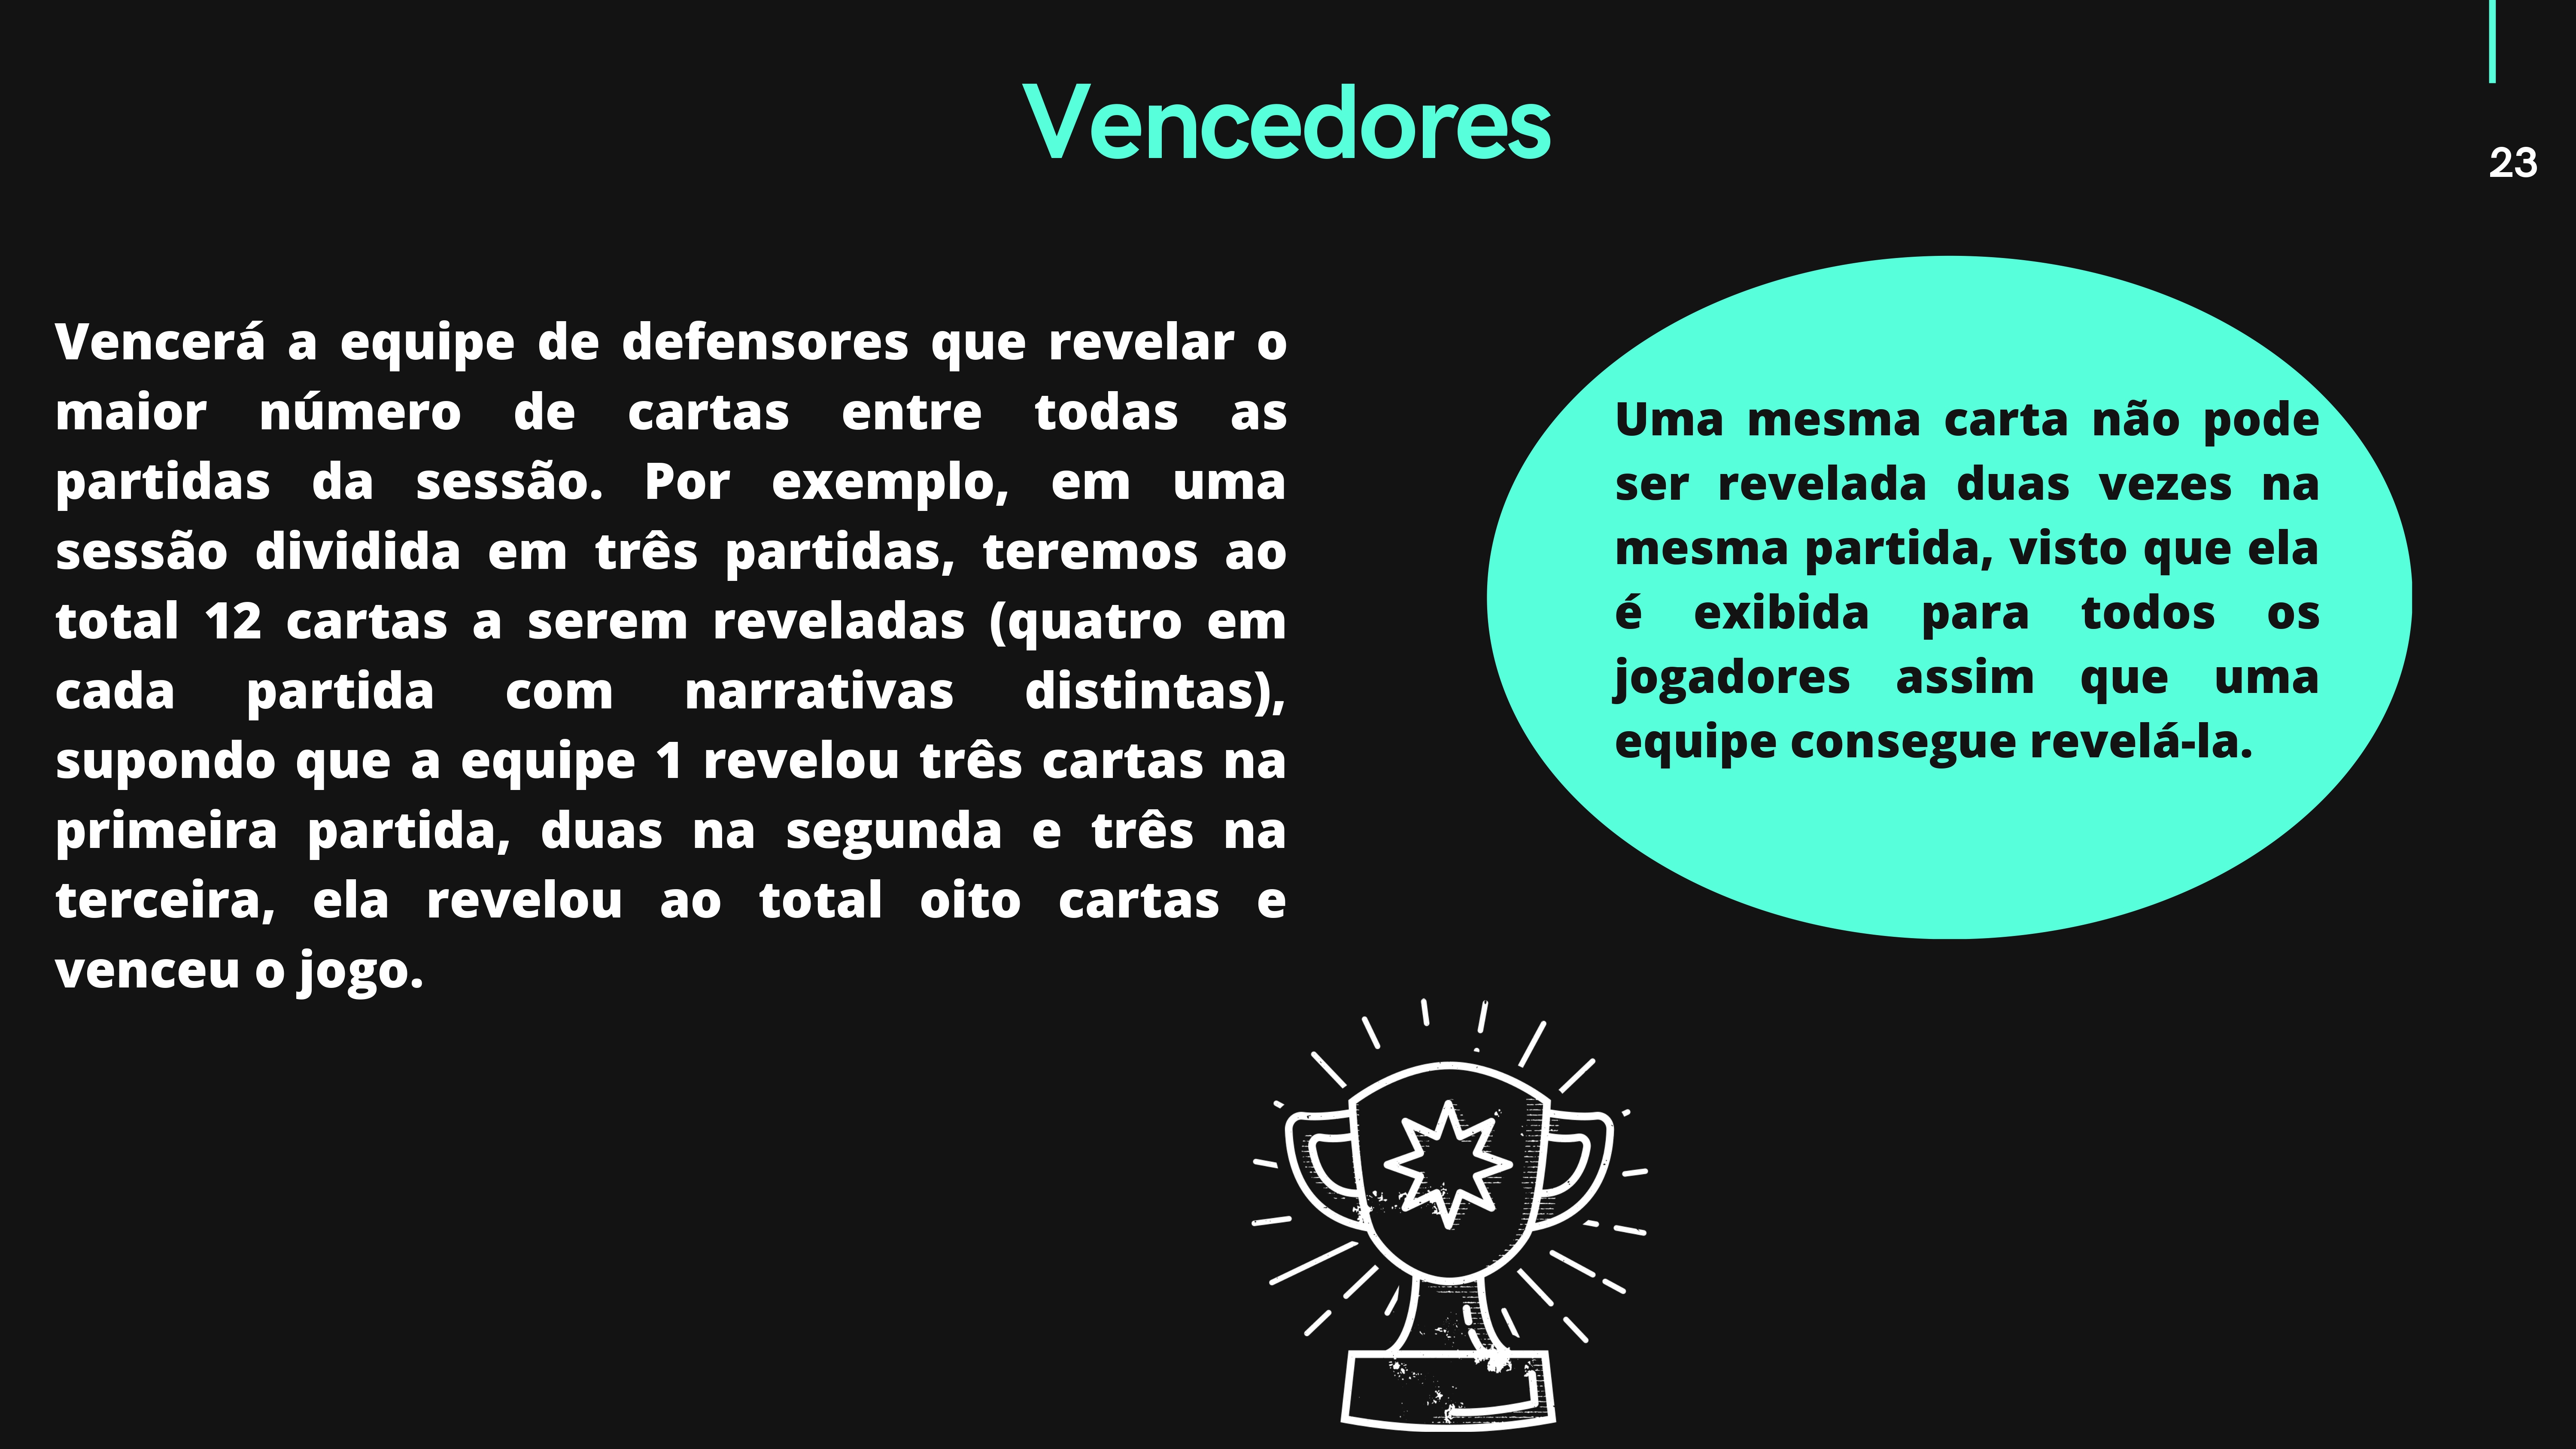 Vencedores
23
Vencerá a equipe de defensores que revelar o
maior número de cartas entre todas as
partidas da sessão. Por exemplo, em uma
sessão dividida em três partidas, teremos ao
total 12 cartas a serem reveladas (quatro em
cada partida com narrativas distintas),
supondo que a equipe 1 revelou três cartas na
primeira partida, duas na segunda e três na
terceira, ela revelou ao total oito cartas e
venceu o jogo.
Uma mesma carta não pode
ser revelada duas vezes na
mesma partida, visto que ela
é exibida para todos os
jogadores assim que uma
equipe consegue revelá-la.